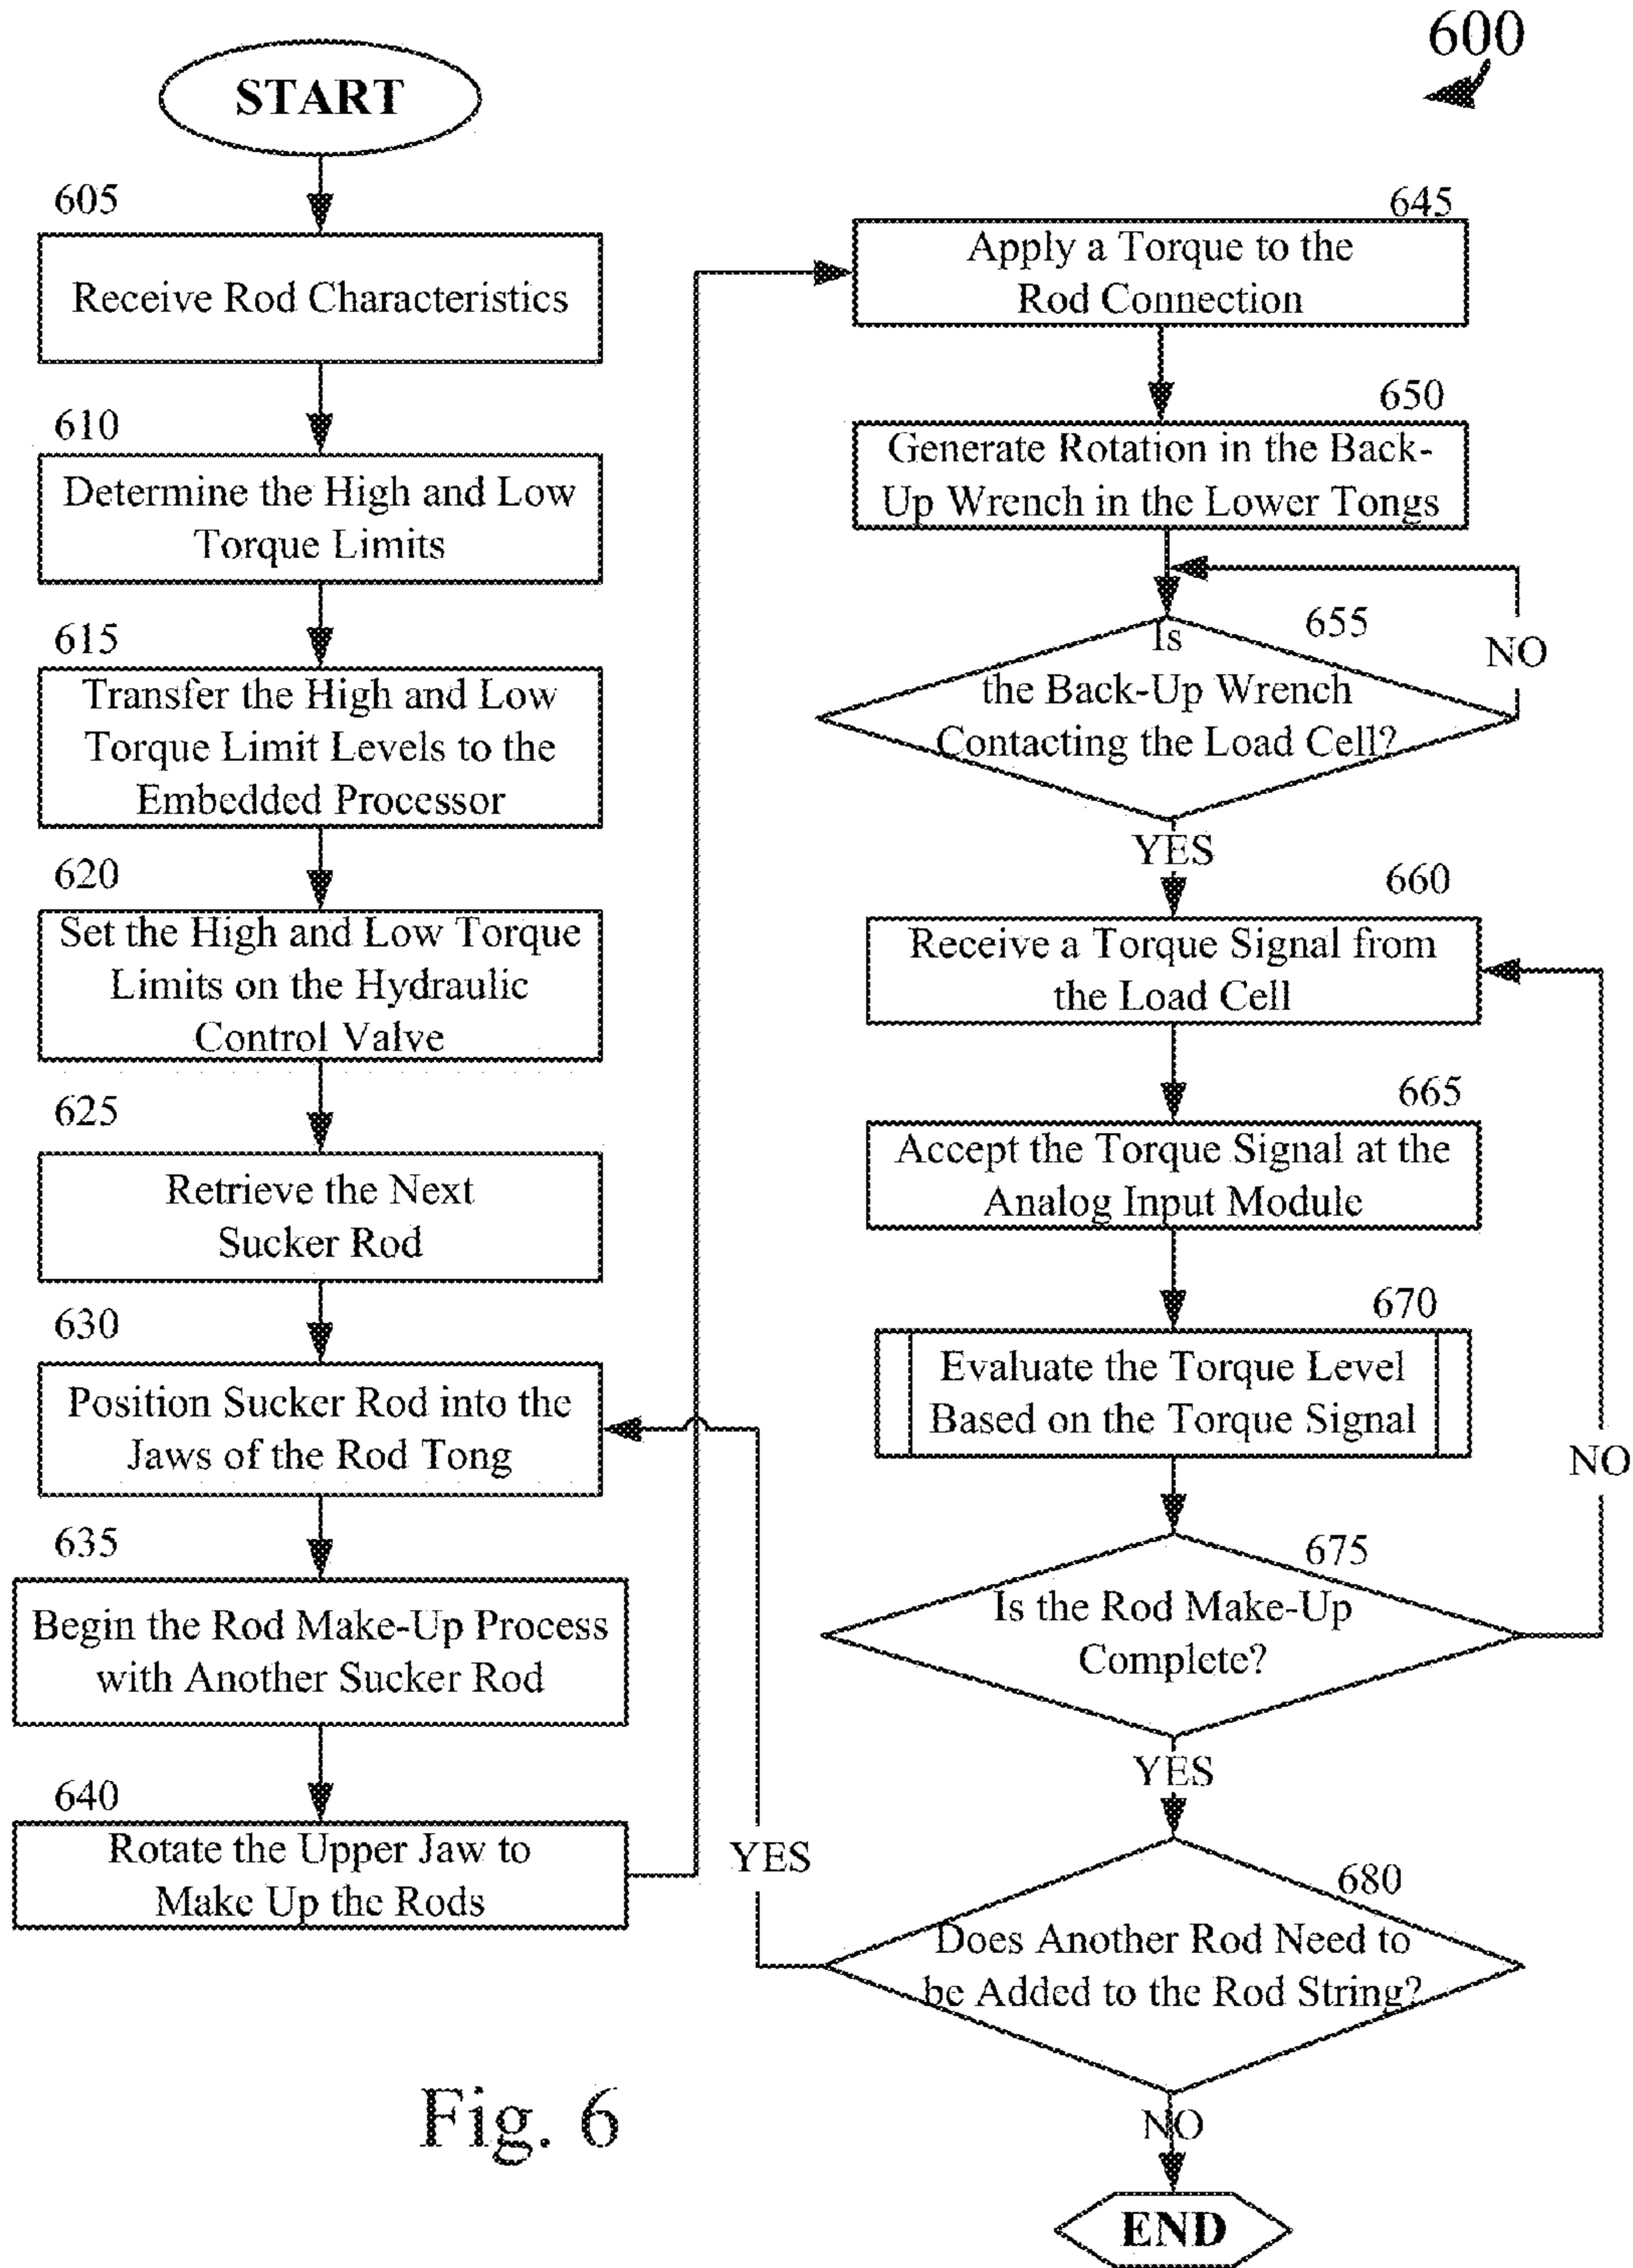 600
START
605
Receive Rod Characteristics
610
Determine the High and Low
Torque Limits
615
Transfer the High and Low
Torque Limit Levels to the
Embedded Processor
620
Set the High and Low Torque
Limits on the Hydraulic
Control Valve
625
Retrieve the Next
Sucker Rod
630
Position Sucker Rod into the
Jaws of the Rod Tong
635
Begin the Rod Make-Up Process
with Another Sucker Rod
640
Rotate the Upper Jaw to
Make Up the Rods
645
Apply a Torque to the
Rod Connection
650
Generate Rotation in the Back-
Up Wrench in the Lower Tongs
655
Is
the Back-Up Wrench
Contacting the Load Cell?
NO
YES
660
Receive a Torque Signal from
the Load Cell
665
Accept the Torque Signal at the
Analog Input Module
670
Evaluate the Torque Level
Based on the Torque Signal
NO
675
Is the Rod Make-Up
Complete?
YES
YES
680
Does Another Rod Need to
be Added to the Rod String?
NO
END
Fig. 6